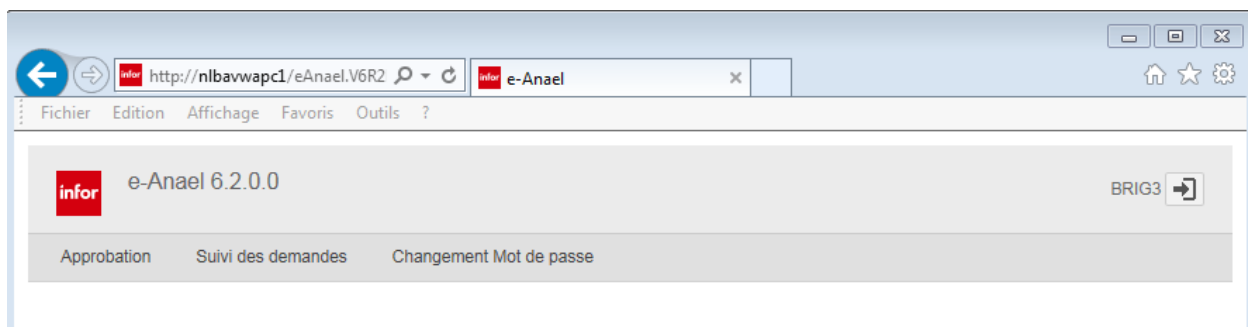 infor http://nlbavwapc1/eAnael.V6R2 infor e-Anael
Fichier Edition Affichage Favoris Outils ?
infor e-Anael 6.2.0.0 BRIG3
Approbation Suivi des demandes Changement Mot de passe